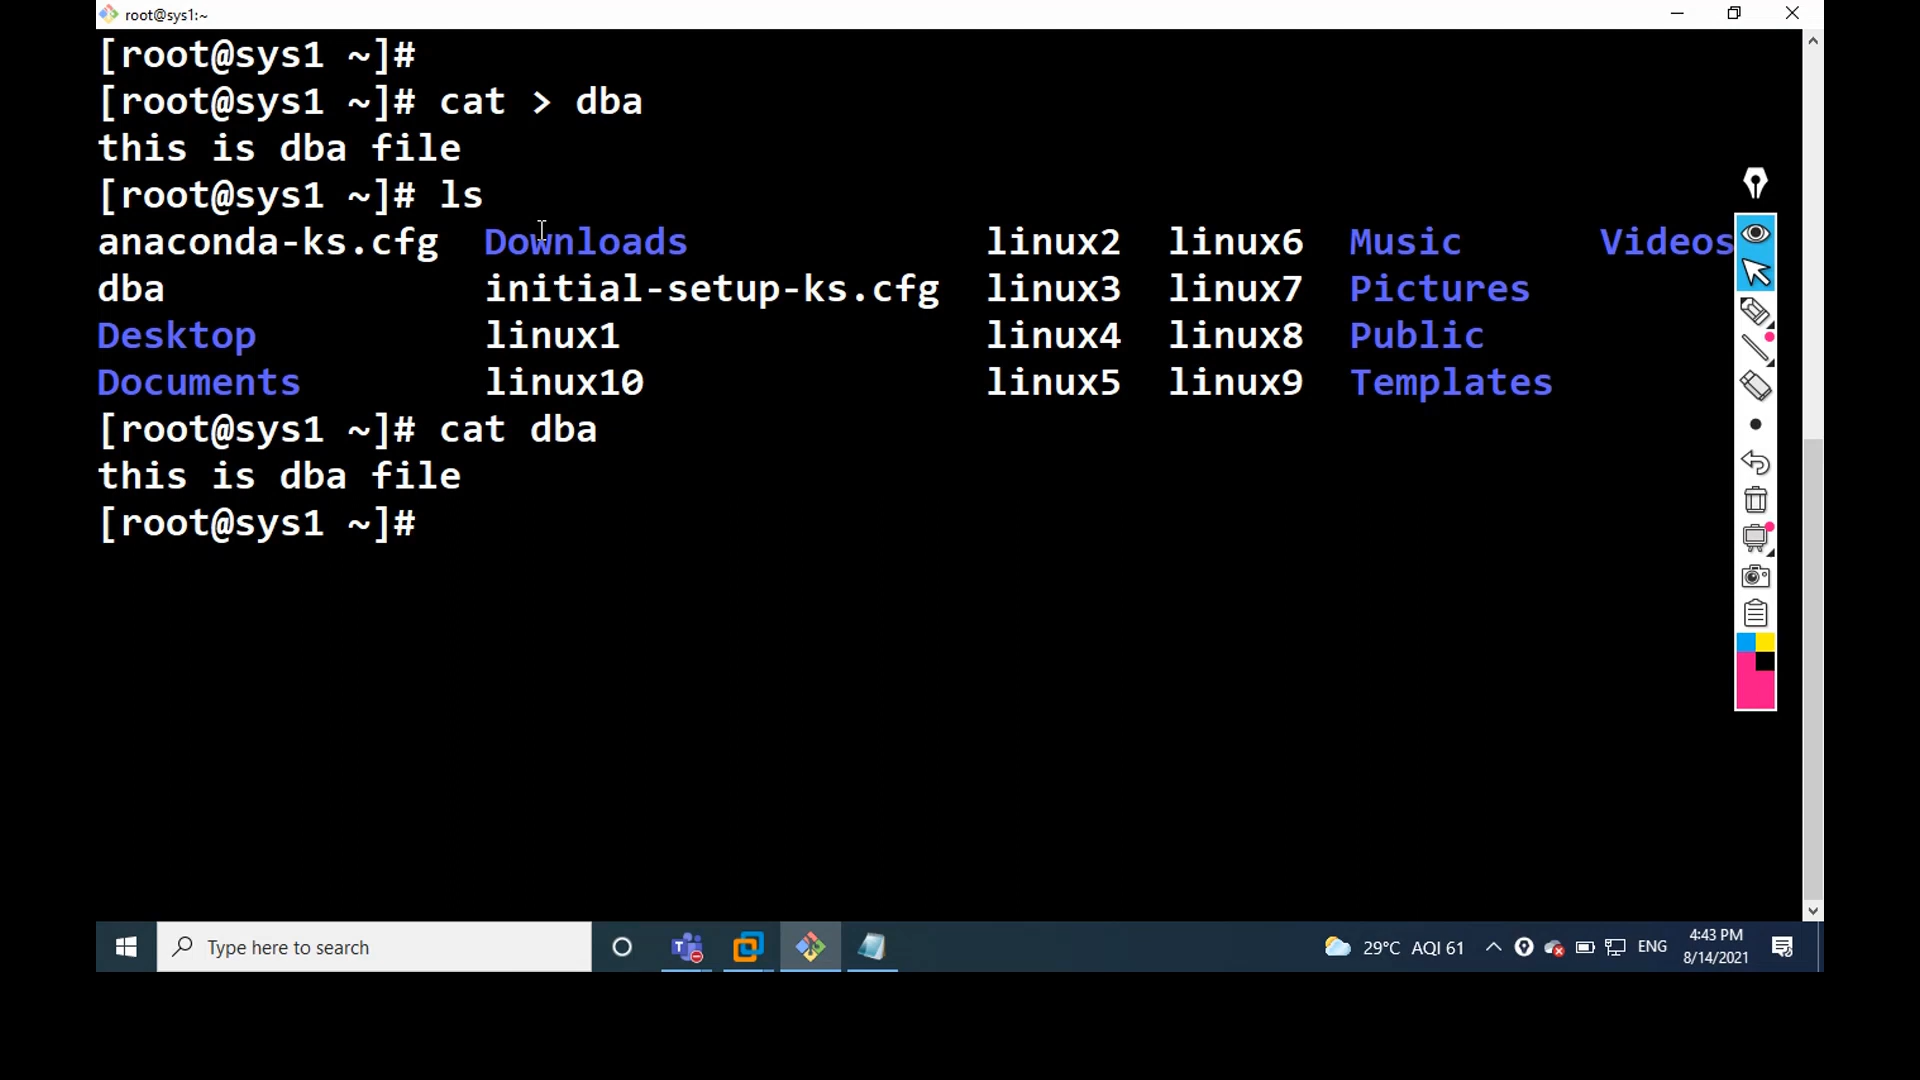 root@sys1:~
[root@sys1 ~]#
[root@sys1 ~]# cat > dba
this is dba file
[root@sys1 ~]# ls
anaconda-ks.cfg  Downloads              linux2  linux6  Music      Videos
dba              initial-setup-ks.cfg  linux3  linux7  Pictures
Desktop          linux1                linux4  linux8  Public
Documents        linux10               linux5  linux9  Templates
[root@sys1 ~]# cat dba
this is dba file
[root@sys1 ~]#
Type here to search
29°C AQI 61
ENG
4:43 PM
8/14/2021